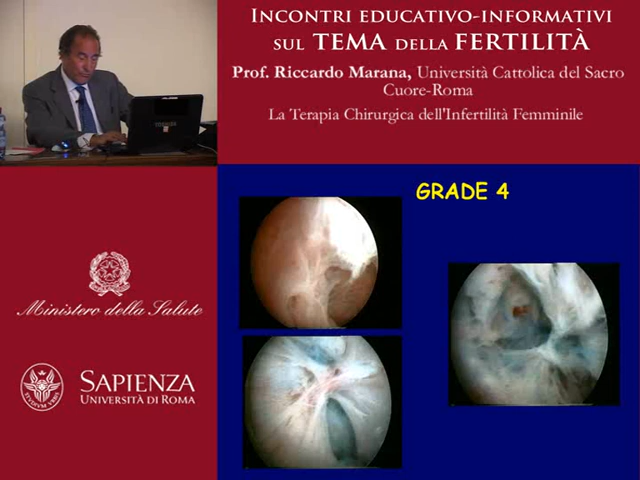 INCONTRI EDUCATIVO-INFORMATIVI
SUL TEMA DELLA FERTILITÀ
Prof. Riccardo Marana, Università Cattolica del Sacro
Cuore-Roma
La Terapia Chirurgica dell'Infertilità Femminile
GRADE 4
Ministero della Salute
SAPIENZA
UNIVERSITÀ DI ROMA